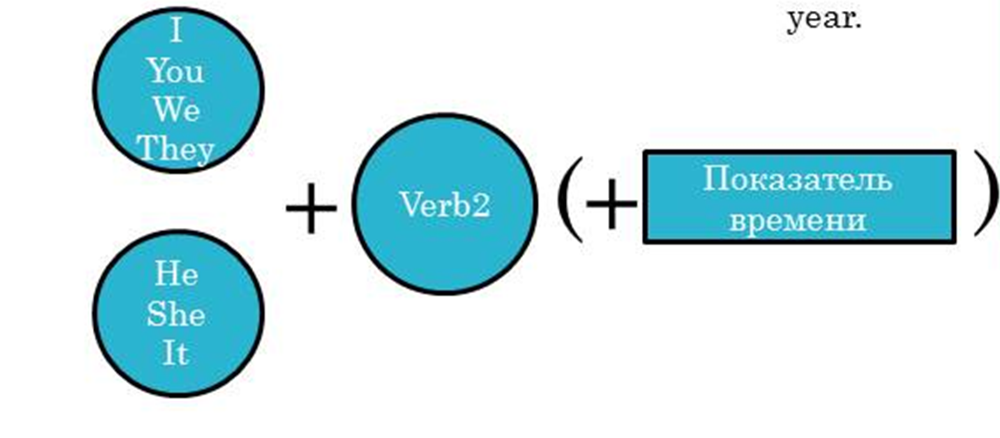 year.
I
You
We
They
+
Verb2
(+
Показатель
времени
)
He
She
It